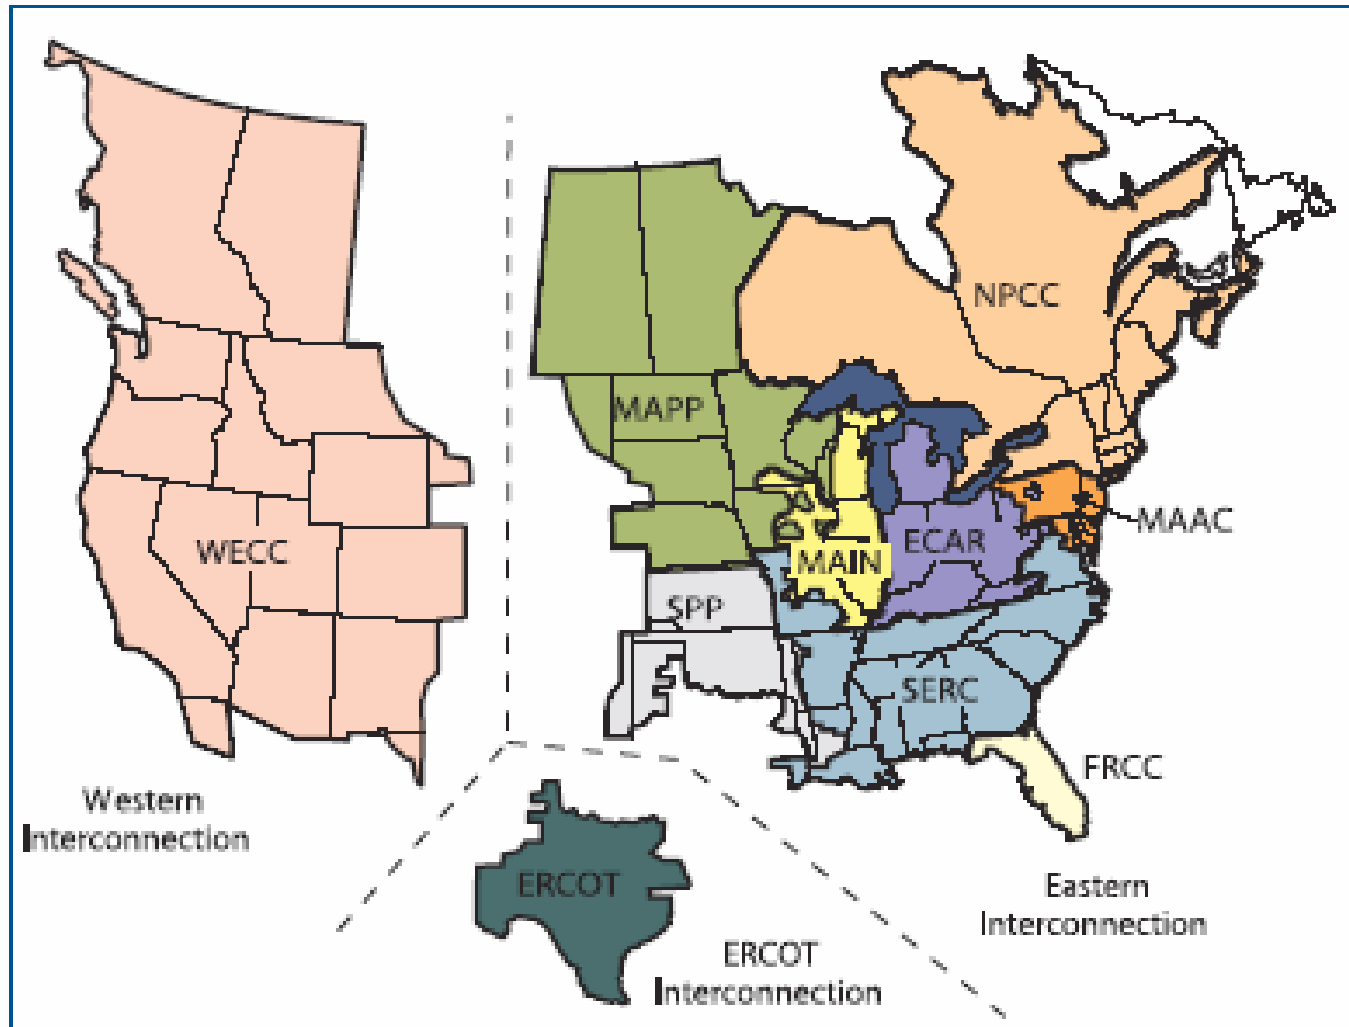 NPCC
MAPP
MAAC
WECC
ECAR
MAIN
SPP
SERC
FRCC
Western
Interconnection
ERCOT
Eastern
Interconnection
ERCOT
Interconnection